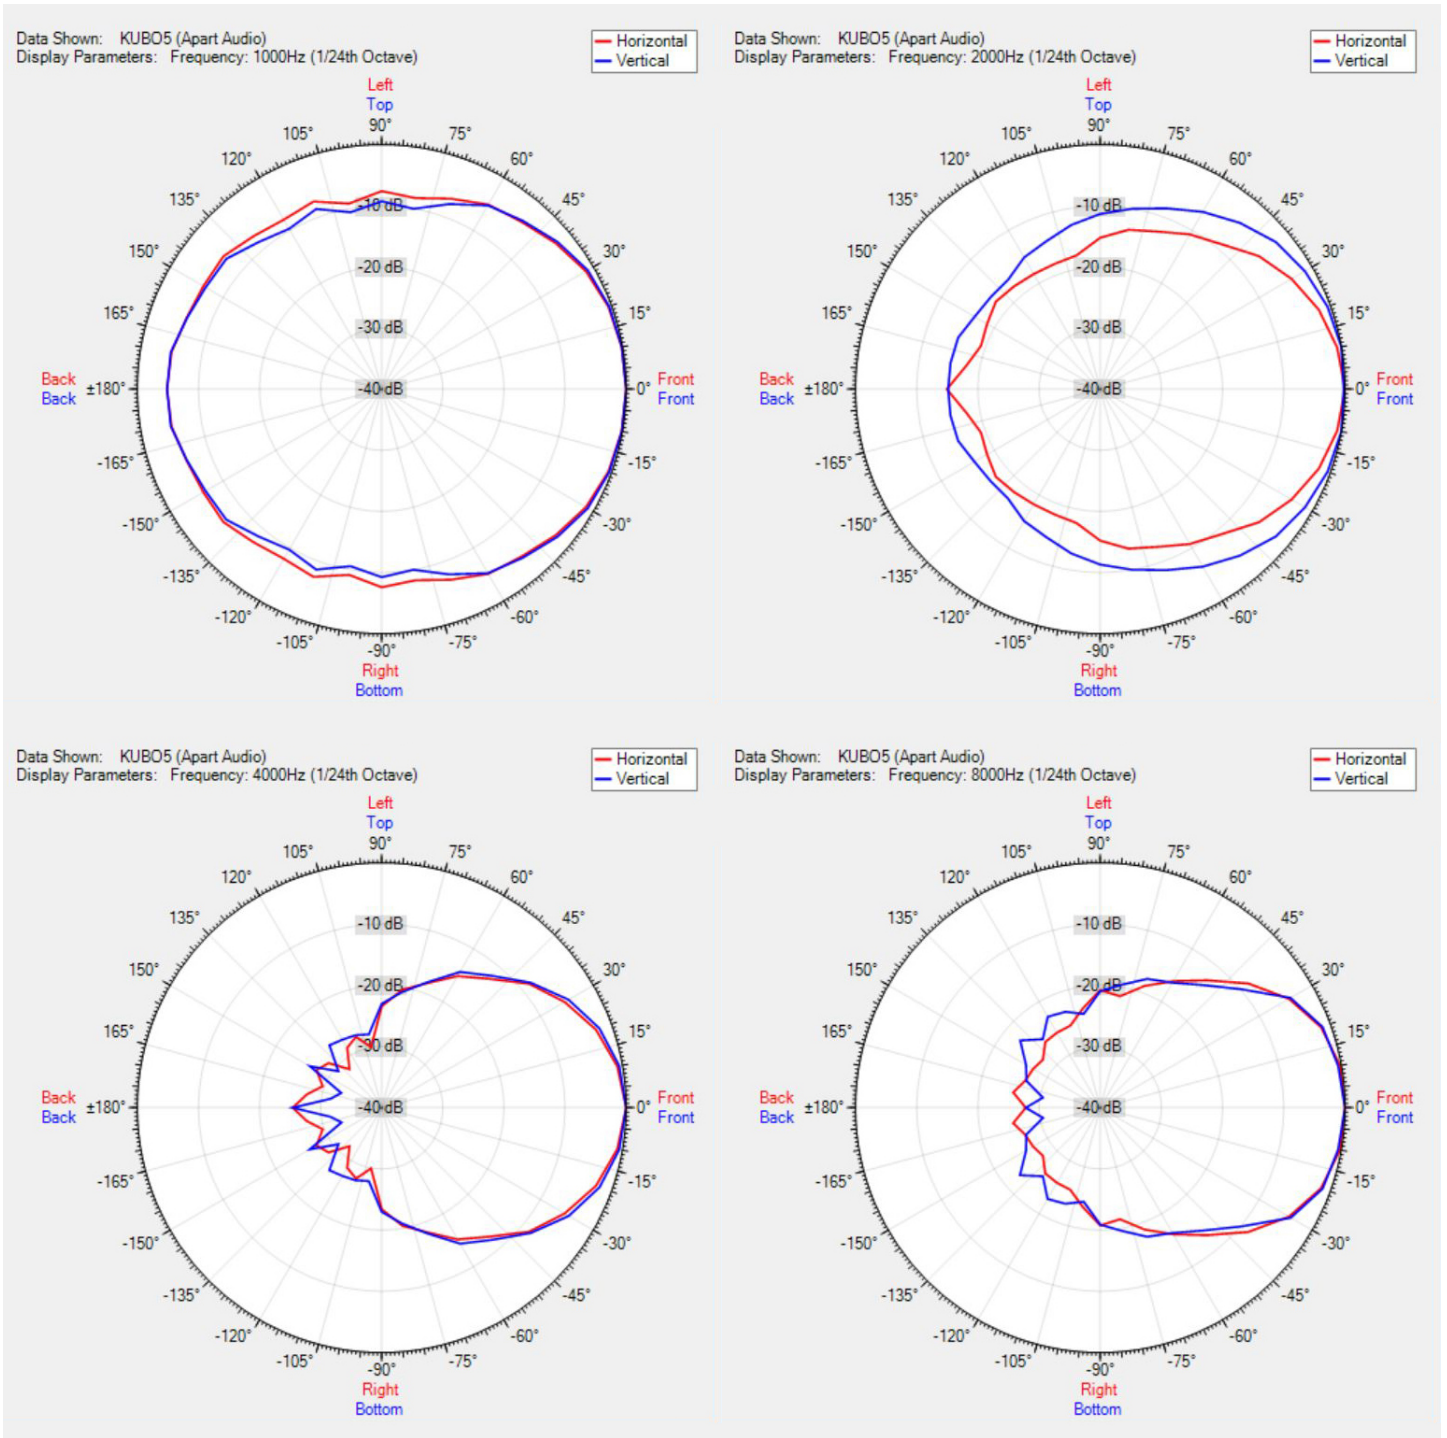 Data Shown: KUBO5 (Apart Audio)
Display Parameters: Frequency: 1000Hz (1/24th Octave)
Horizontal
Vertical
Left
Top
90°
105° 75°
120° 60°
135° 45°
150° 30°
165° 15°
-10 dB
-20 dB
-30 dB
-40 dB
Back Front
±180° 0°
Back Front
-165° -15°
-150° -30°
-135° -45°
-120° -60°
-105° -75°
-90°
Right
Bottom
Data Shown: KUBO5 (Apart Audio)
Display Parameters: Frequency: 2000Hz (1/24th Octave)
Horizontal
Vertical
Left
Top
90°
105° 75°
120° 60°
135° 45°
150° 30°
165° 15°
-10 dB
-20 dB
-30 dB
-40 dB
Back Front
±180° 0°
Back Front
-165° -15°
-150° -30°
-135° -45°
-120° -60°
-105° -75°
-90°
Right
Bottom
Data Shown: KUBO5 (Apart Audio)
Display Parameters: Frequency: 4000Hz (1/24th Octave)
Horizontal
Vertical
Left
Top
90°
105° 75°
120° 60°
135° 45°
150° 30°
165° 15°
-10 dB
-20 dB
-30 dB
-40 dB
Back Front
±180° 0°
Back Front
-165° -15°
-150° -30°
-135° -45°
-120° -60°
-105° -75°
-90°
Right
Bottom
Data Shown: KUBO5 (Apart Audio)
Display Parameters: Frequency: 8000Hz (1/24th Octave)
Horizontal
Vertical
Left
Top
90°
105° 75°
120° 60°
135° 45°
150° 30°
165° 15°
-10 dB
-20 dB
-30 dB
-40 dB
Back Front
±180° 0°
Back Front
-165° -15°
-150° -30°
-135° -45°
-120° -60°
-105° -75°
-90°
Right
Bottom